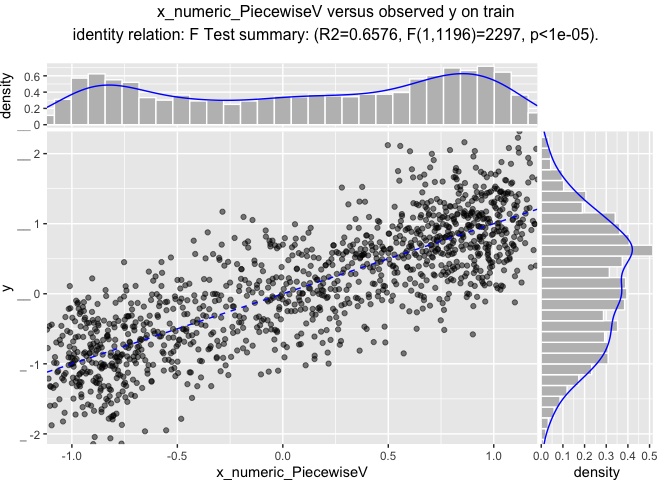 x_numeric_PiecewiseV versus observed y on train
identity relation: F Test summary: (R2=0.6576, F(1,1196)=2297, p<1e-05).
density
0.6
0.4
0.2
0
y
2
1
0
-1
-2
-1.0 -0.5 0.0 0.5 1.0
x_numeric_PiecewiseV
0.0 0.1 0.2 0.3 0.4 0.5
density